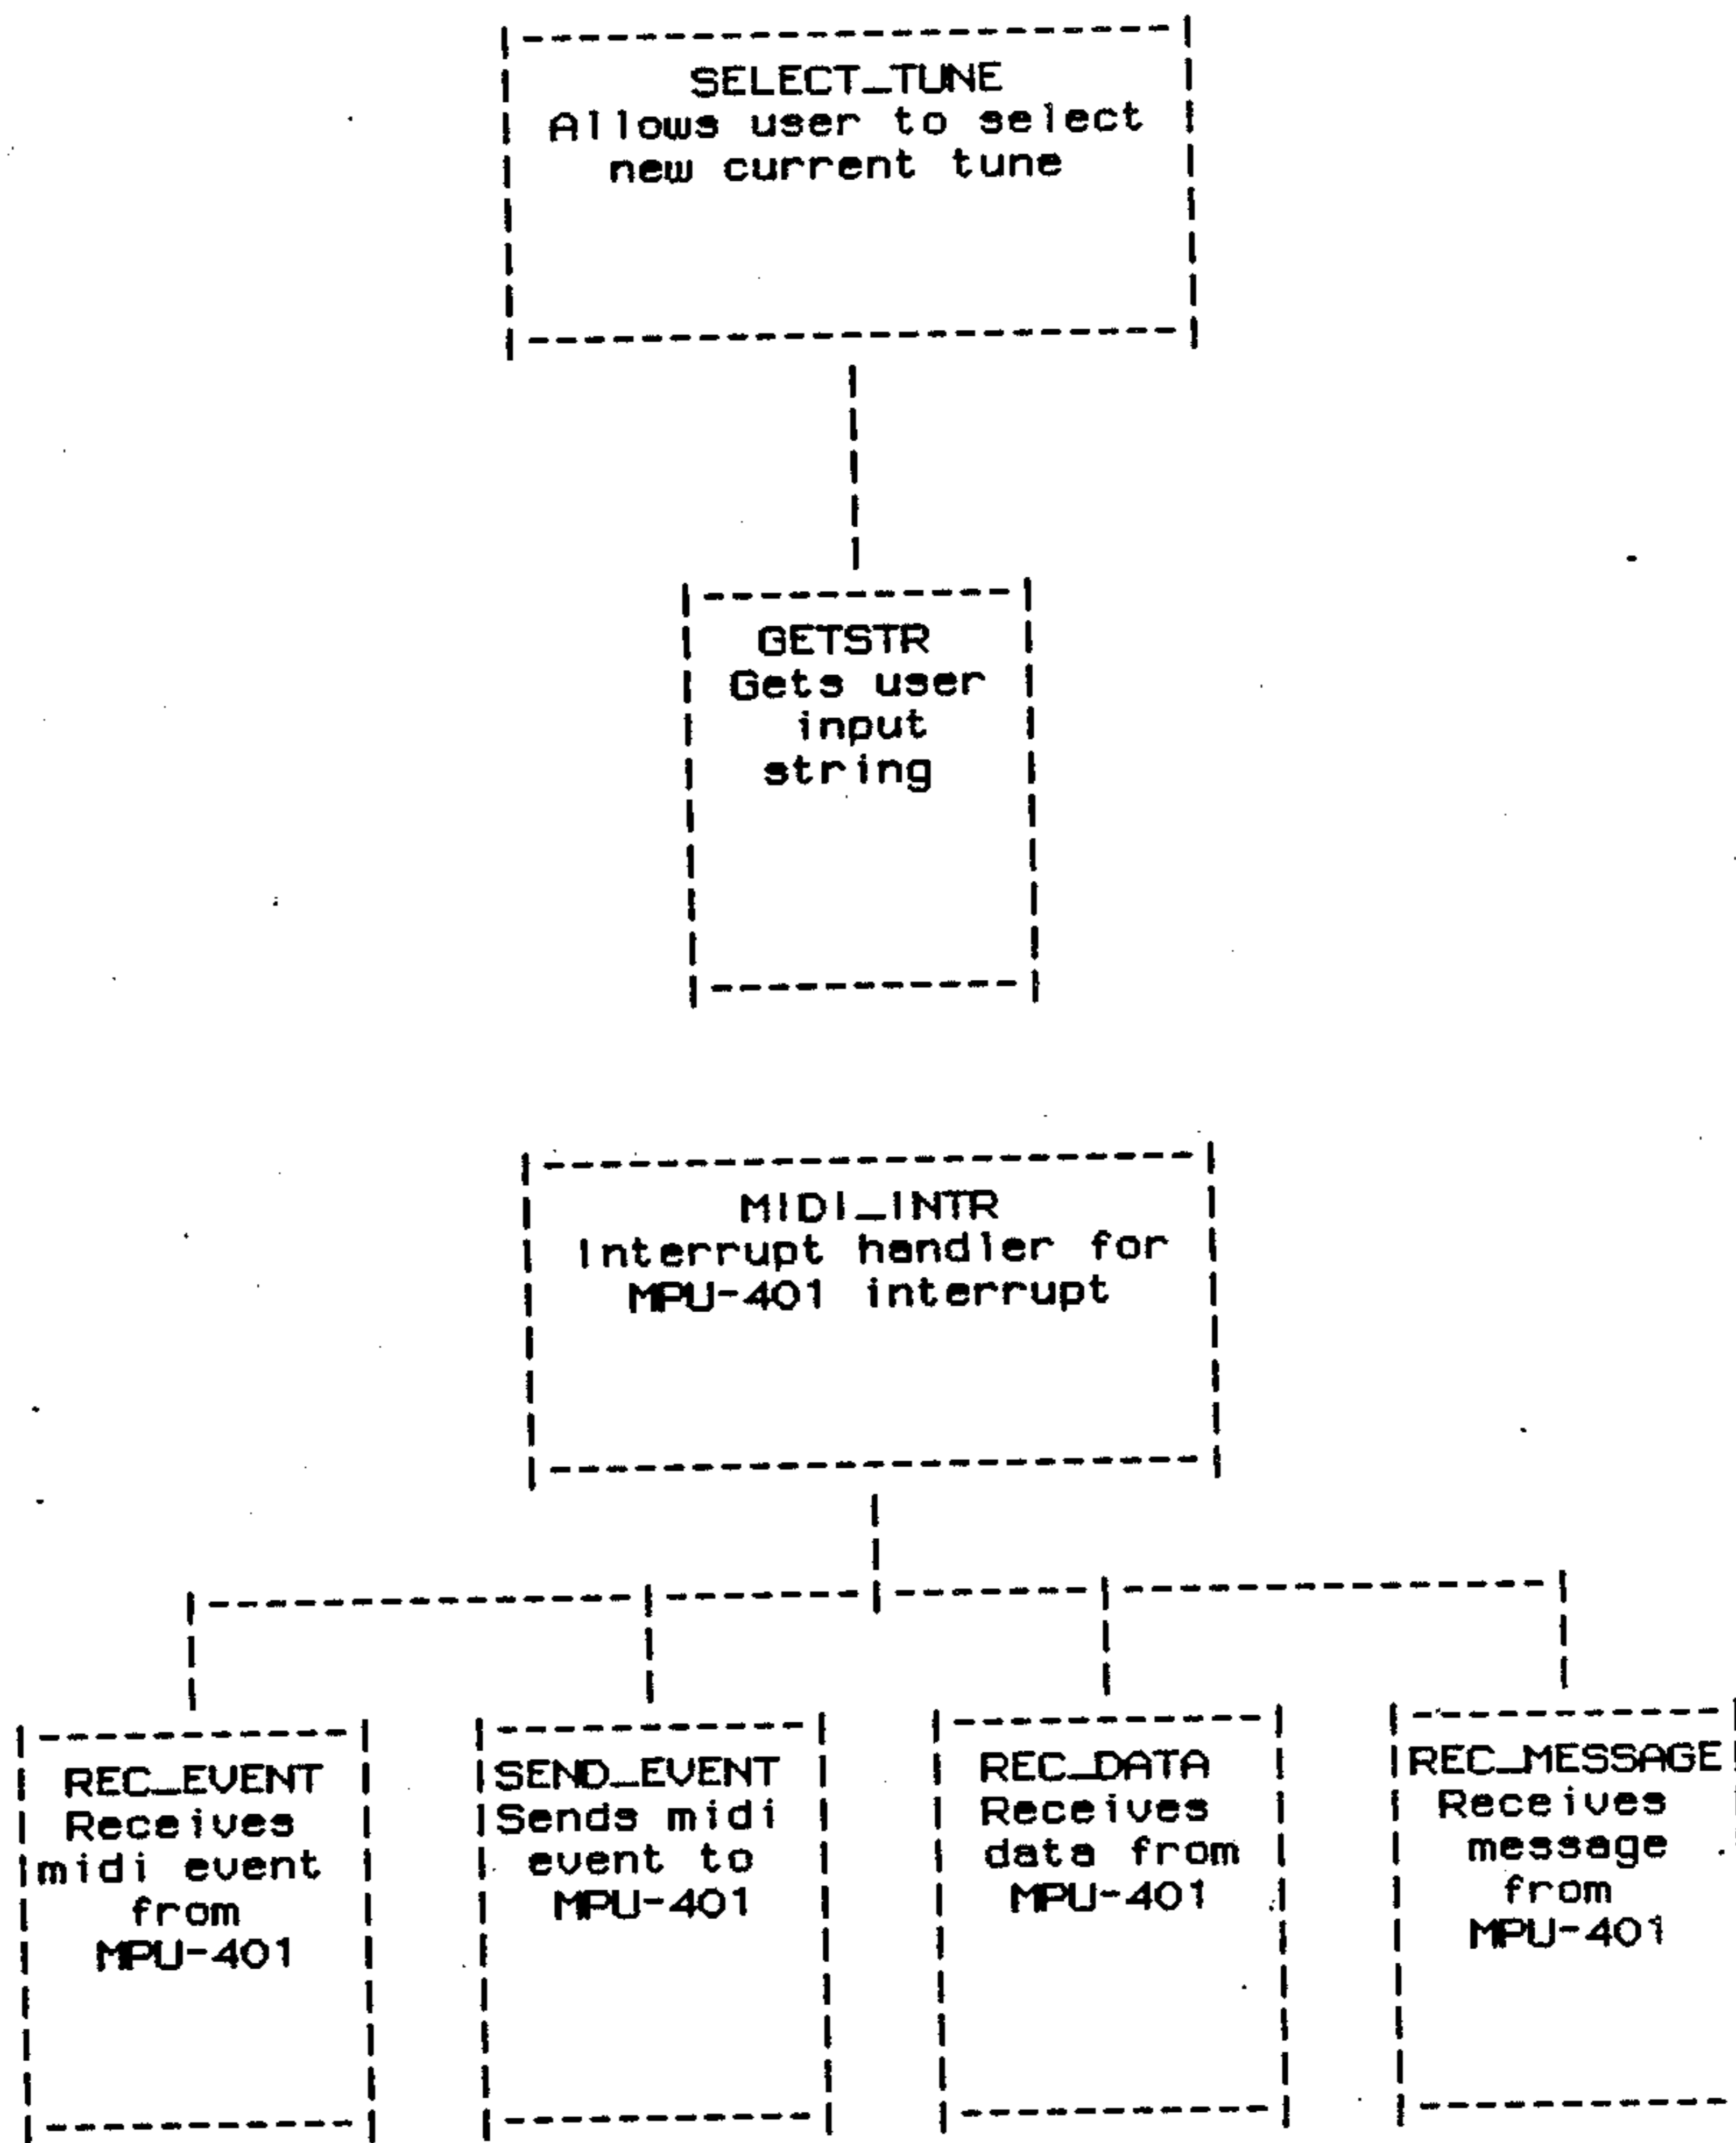 SELECT_TUNE
Allows user to select
new current tune
GETSTR
Gets user
input
string
MIDI_INTR
Interrupt handler for
MPU-401 interrupt
REC_EVENT
Receives
midi event
from
MPU-401
SEND_EVENT
Sends midi
event to
MPU-401
REC_DATA
Receives
data from
MPU-401
REC_MESSAGE
Receives
message
from
MPU-401